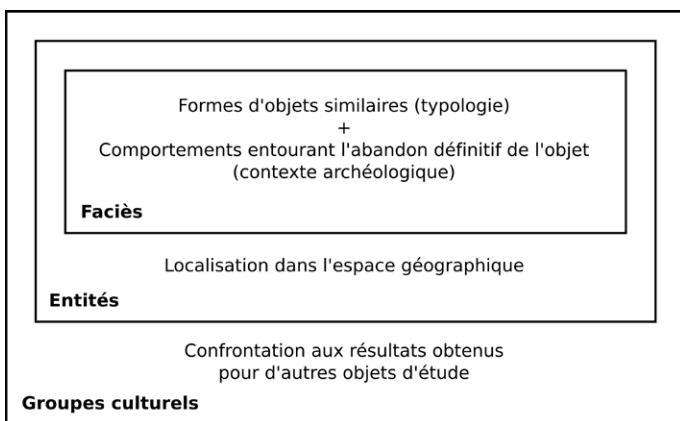 Formes d'objets similaires (typologie)
+
Comportements entourant l'abandon définitif de l'objet
(contexte archéologique)
Faciès
Localisation dans l'espace géographique
Entités
Confrontation aux résultats obtenus
pour d'autres objets d'étude
Groupes culturels